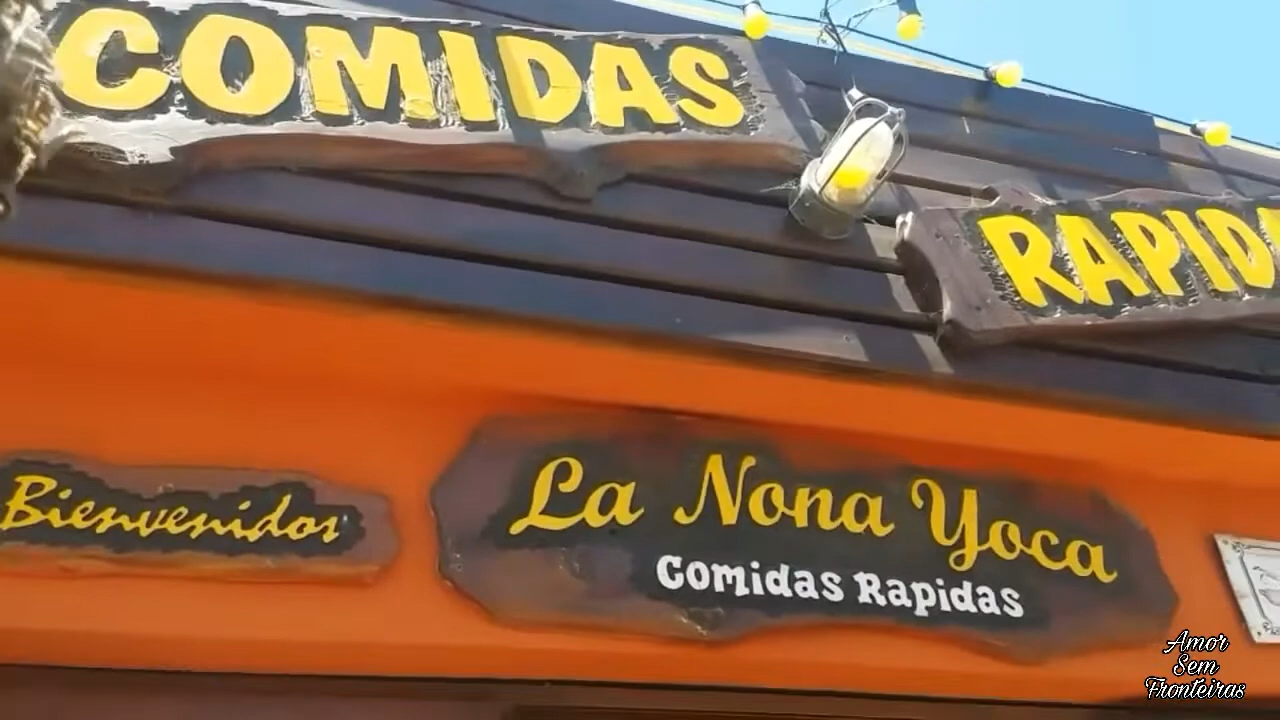 COMIDAS
RAPID
Bienvenidos
La Nona Yoca
Comidas Rapidas
Amor
Sem
Fronteiras